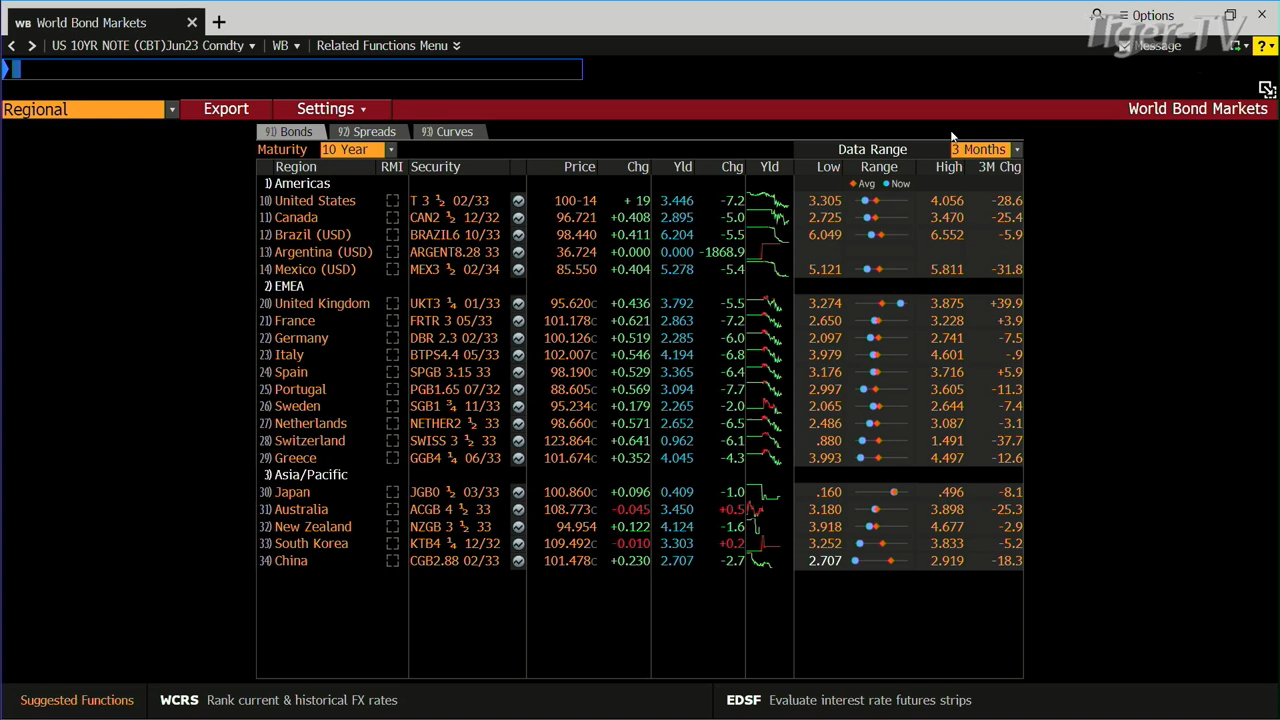 WB World Bond Markets
Options
Tiger-TV
US 10YR NOTE (CBT)Jun23 Comdty WB Related Functions Menu Message ?
Regional Export Settings World Bond Markets
91) Bonds 92) Spreads 93) Curves
Maturity 10 Year Data Range 3 Months
Region RMI Security Price Chg Yld Chg Yld Low Range High 3M Chg
1) Americas Avg Now
10) United States T 3 ½ 02/33 100-14 + 19 3.446 -7.2 3.305 4.056 -28.6
11) Canada CAN2 ¾ 12/32 96.721 +0.408 2.895 -5.0 2.725 3.470 -25.4
12) Brazil (USD) BRAZIL6 10/33 98.440 +0.411 6.204 -5.5 6.049 6.552 -5.9
13) Argentina (USD) ARGENT8.28 33 36.724 +0.000 0.000 -1868.9
14) Mexico (USD) MEX3 ½ 02/34 85.550 +0.404 5.278 -5.4 5.121 5.811 -31.8
2) EMEA
20) United Kingdom UKT3 ¼ 01/33 95.620c +0.436 3.792 -5.5 3.274 3.875 +39.9
21) France FRTR 3 05/33 101.178c +0.621 2.863 -7.2 2.650 3.228 +3.9
22) Germany DBR 2.3 02/33 100.126c +0.519 2.285 -6.0 2.097 2.741 -7.5
23) Italy BTPS4.4 05/33 102.007c +0.546 4.194 -6.8 3.979 4.601 -.9
24) Spain SPGB 3.15 33 98.190c +0.529 3.365 -6.4 3.176 3.716 +5.9
25) Portugal PGB1.65 07/32 88.605c +0.569 3.094 -7.7 2.997 3.605 -11.3
26) Sweden SGB1 ¾ 11/33 95.234c +0.179 2.265 -2.0 2.065 2.644 -7.4
27) Netherlands NETHER2 ½ 33 98.660c +0.571 2.652 -6.5 2.486 3.087 -3.1
28) Switzerland SWISS 3 ½ 33 123.864c +0.641 0.962 -6.1 .880 1.491 -37.7
29) Greece GGB4 ¼ 06/33 101.674c +0.352 4.045 -4.3 3.993 4.497 -12.6
3) Asia/Pacific
30) Japan JGB0 ½ 03/33 100.860c +0.096 0.409 -1.0 .160 .496 -8.1
31) Australia ACGB 4 ½ 33 108.773c -0.045 3.450 +0.5 3.180 3.898 -25.3
32) New Zealand NZGB 3 ½ 33 94.954 +0.122 4.124 -1.6 3.918 4.677 -2.9
33) South Korea KTB4 ¼ 12/32 109.492c -0.010 3.303 +0.2 3.252 3.833 -5.2
34) China CGB2.88 02/33 101.478c +0.230 2.707 -2.7 2.707 2.919 -18.3
Suggested Functions WCRS Rank current & historical FX rates EDSF Evaluate interest rate futures strips